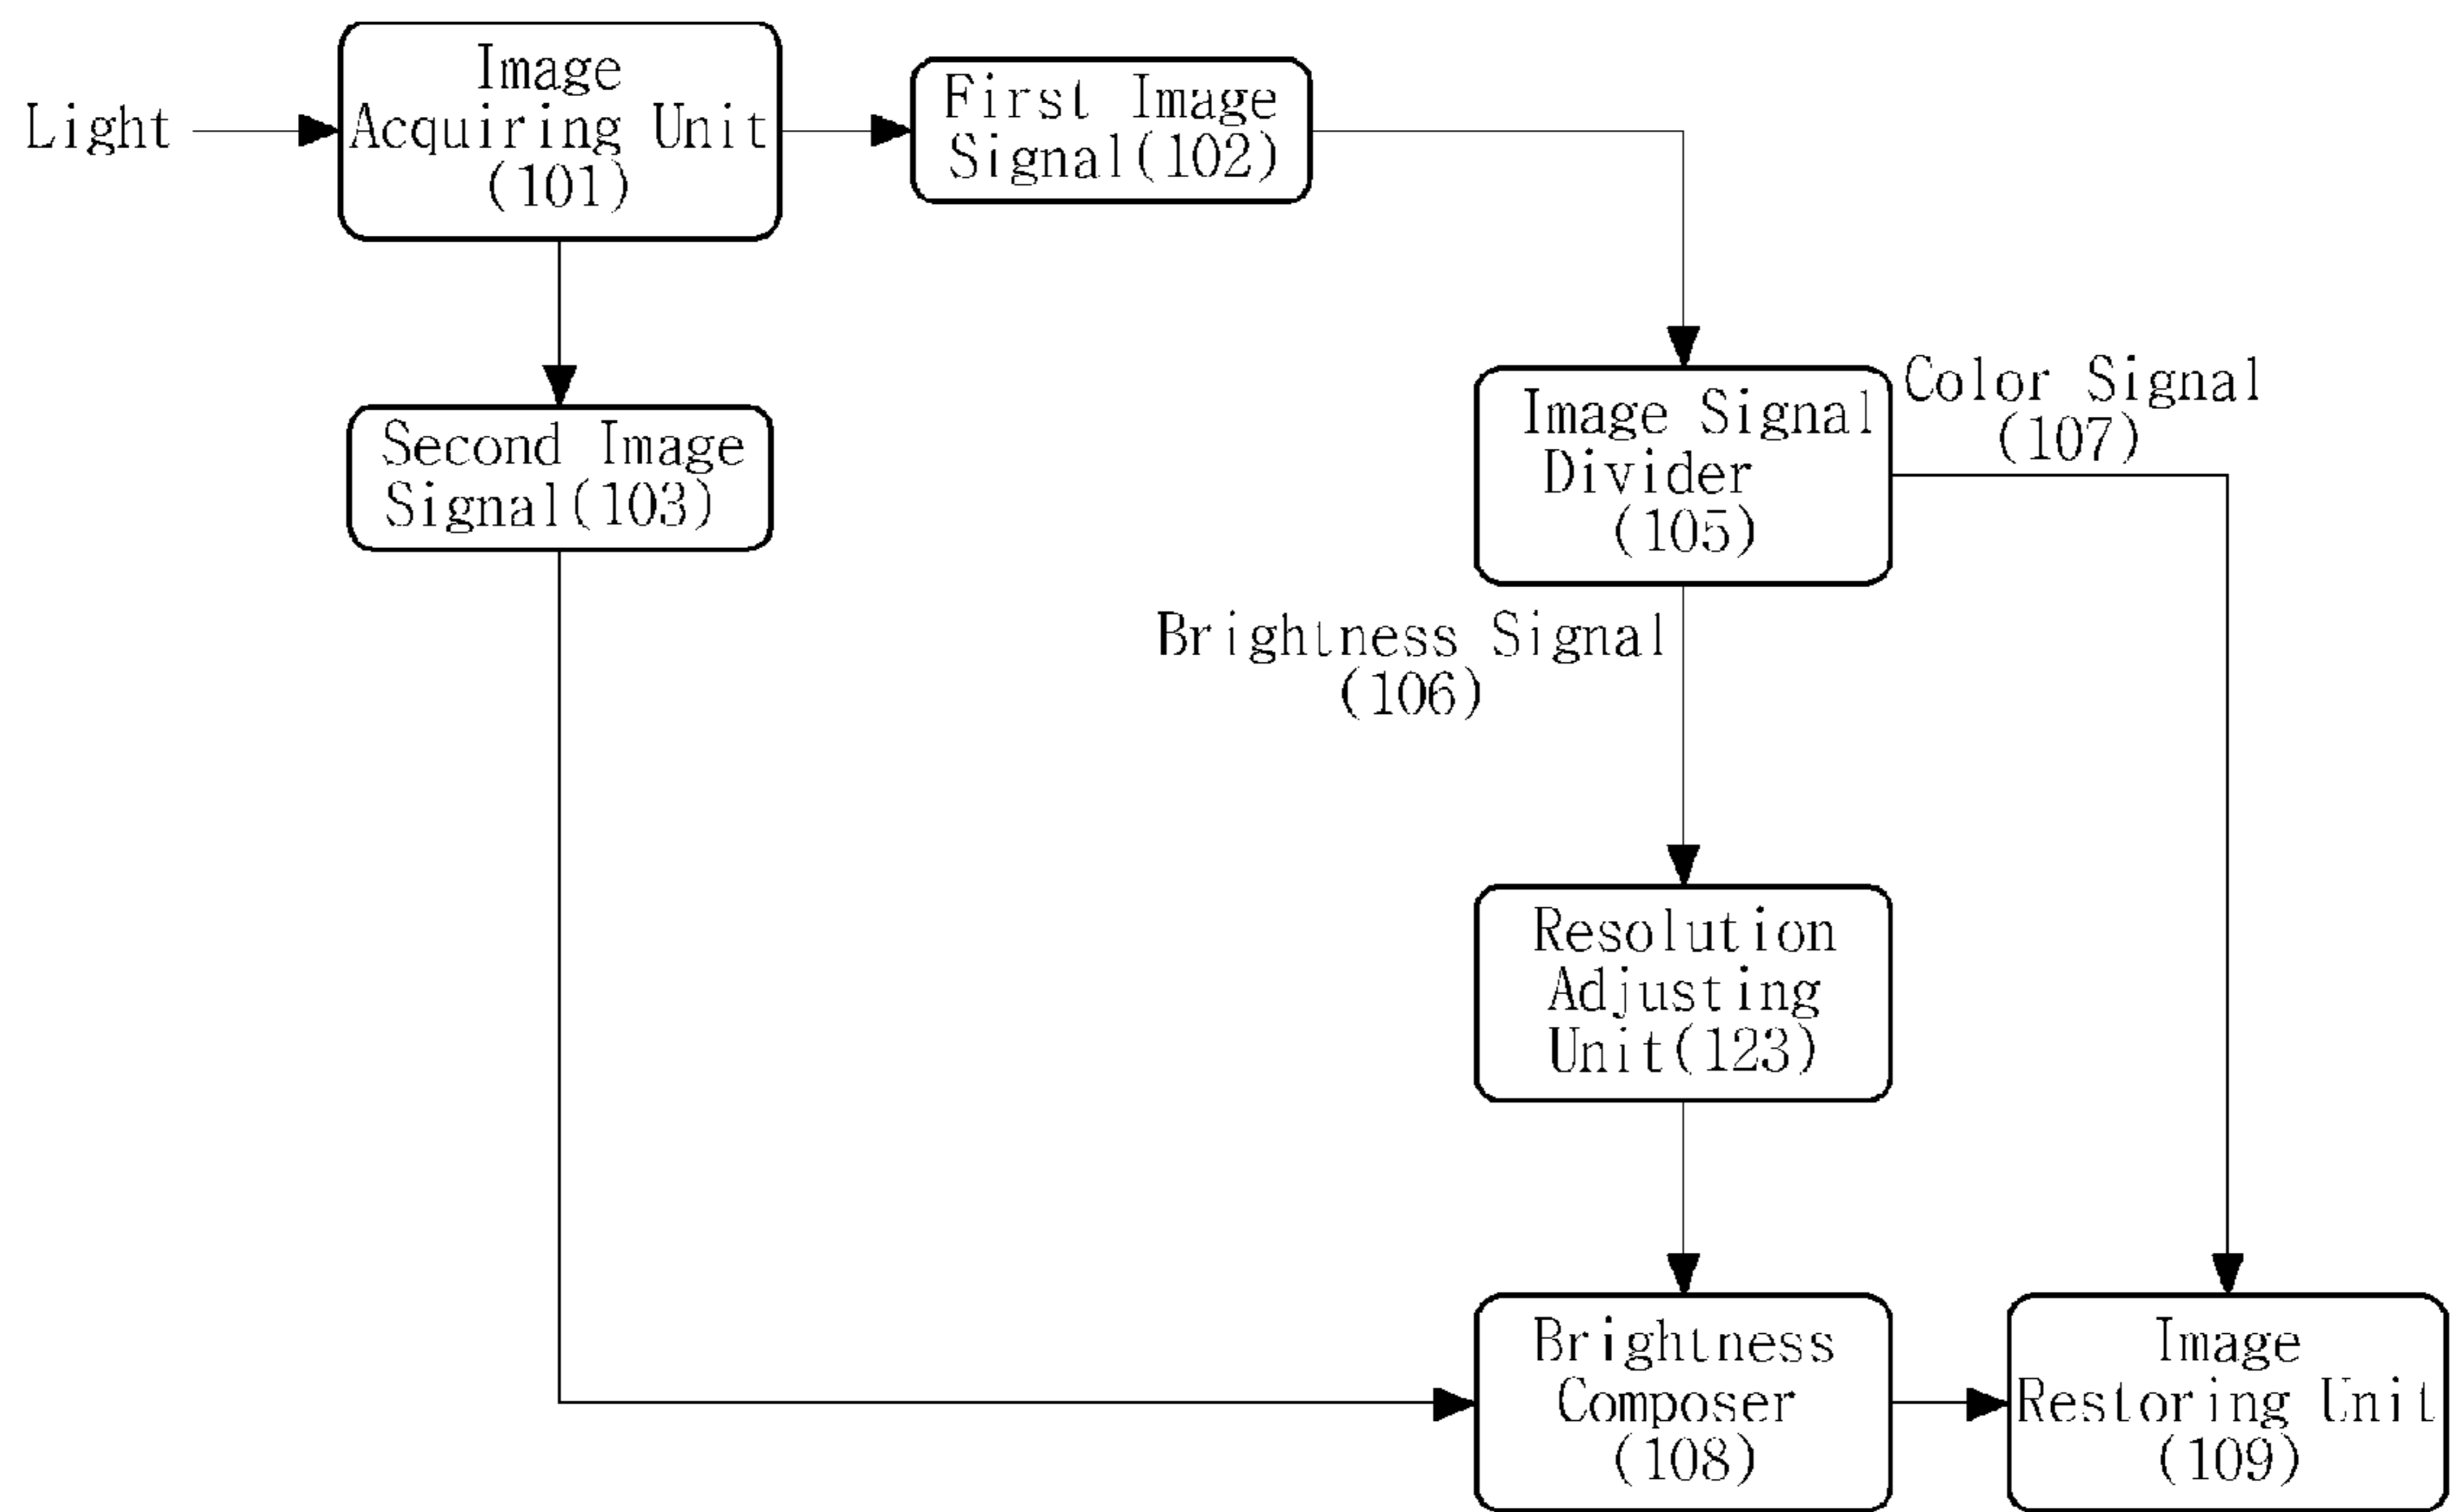 Light
Image
Acquiring Unit
(101)
First Image
Signal(102)
Second Image
Signal(103)
Image Signal
Divider
(105)
Color Signal
(107)
Brightness Signal
(106)
Resolution
Adjusting
Unit(123)
Brightness
Composer
(108)
Image
Restoring Unit
(109)